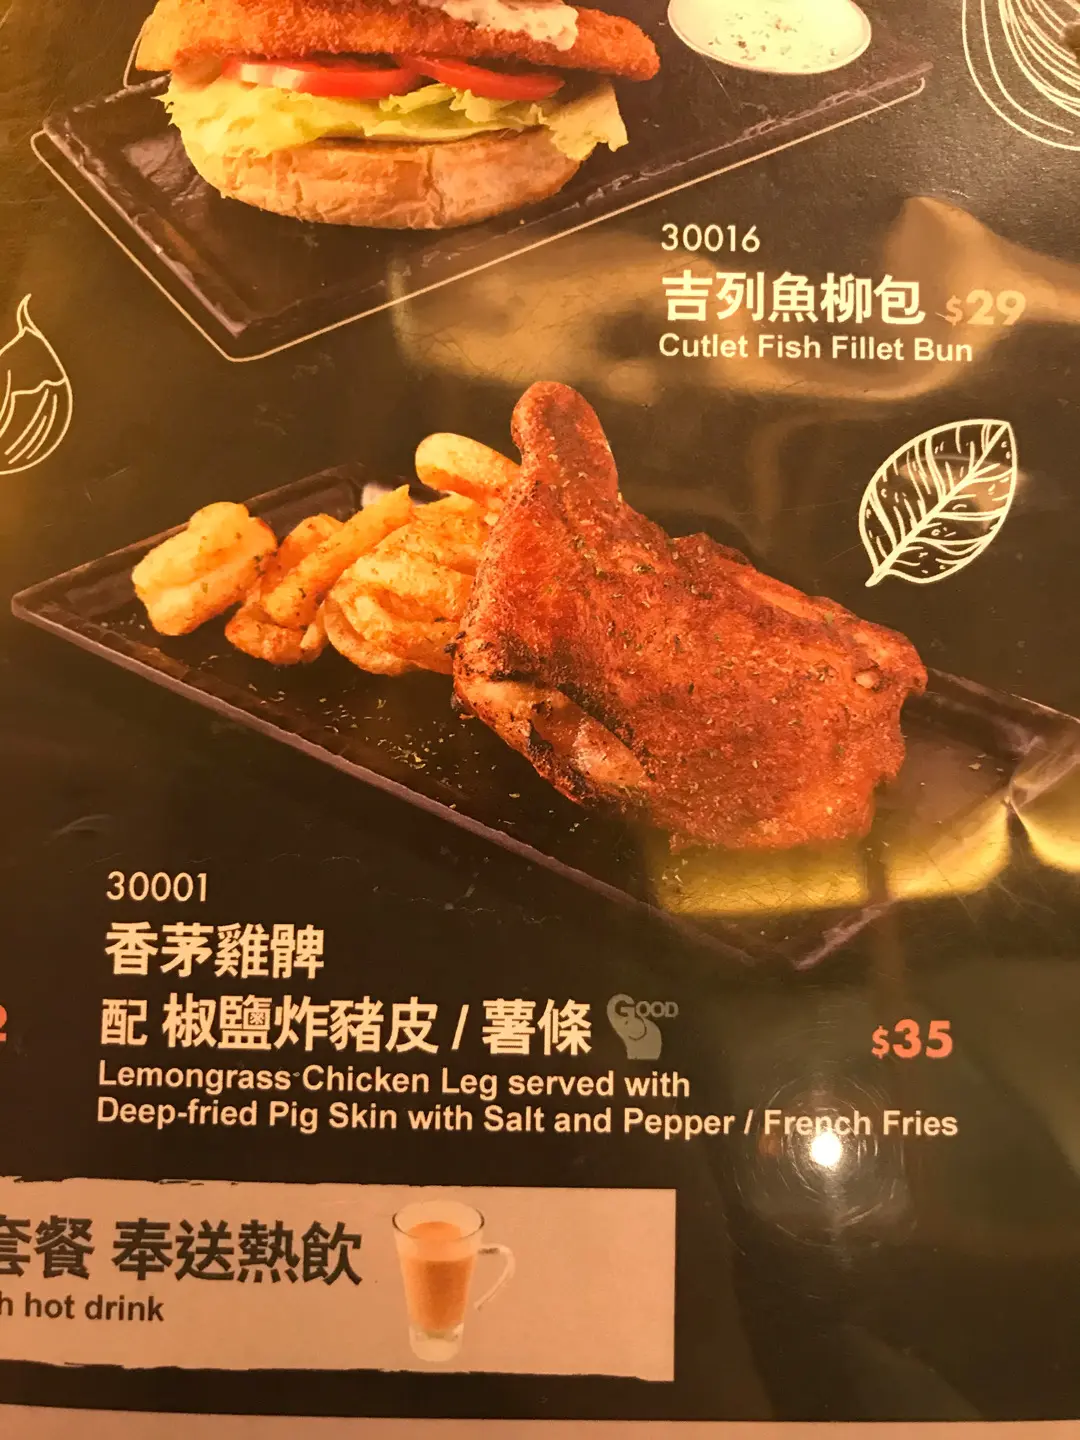 30016
吉列魚柳包 $29
Cutlet Fish Fillet Bun
30001
香茅雞髀
配 椒鹽炸豬皮 / 薯條 GOOD
$35
Lemongrass Chicken Leg served with
Deep-fried Pig Skin with Salt and Pepper / French Fries
套餐 奉送熱飲
hot drink